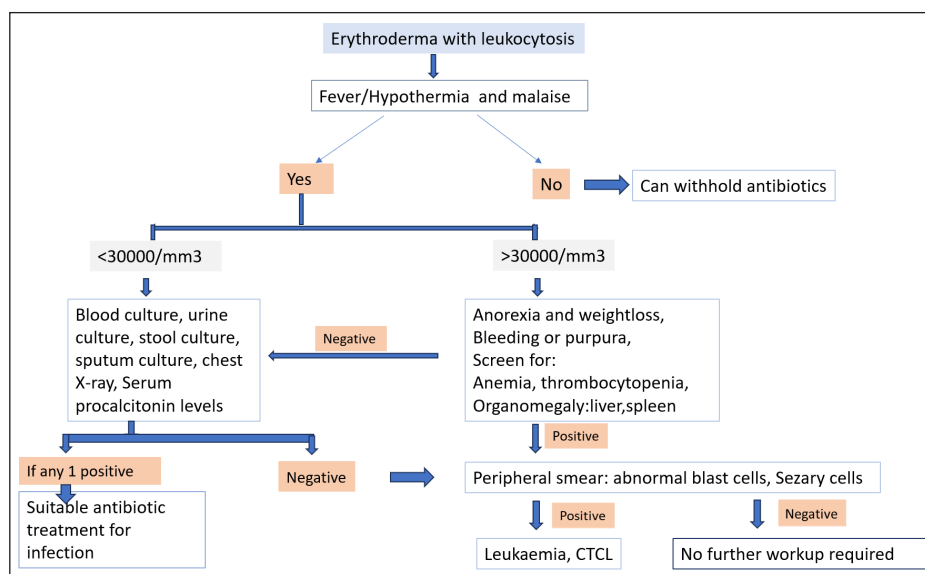 Erythroderma with leukocytosis
Fever/Hypothermia and malaise
Yes
No
Can withhold antibiotics
<30000/mm3
>30000/mm3
Blood culture, urine
culture, stool culture,
sputum culture, chest
X-ray, Serum
procalcitonin levels
Negative
Anorexia and weightloss,
Bleeding or purpura,
Screen for:
Anemia, thrombocytopenia,
Organomegaly:liver,spleen
Positive
If any 1 positive
Negative
Peripheral smear: abnormal blast cells, Sezary cells
Suitable antibiotic
treatment for
infection
Positive
Negative
Leukaemia, CTCL
No further workup required